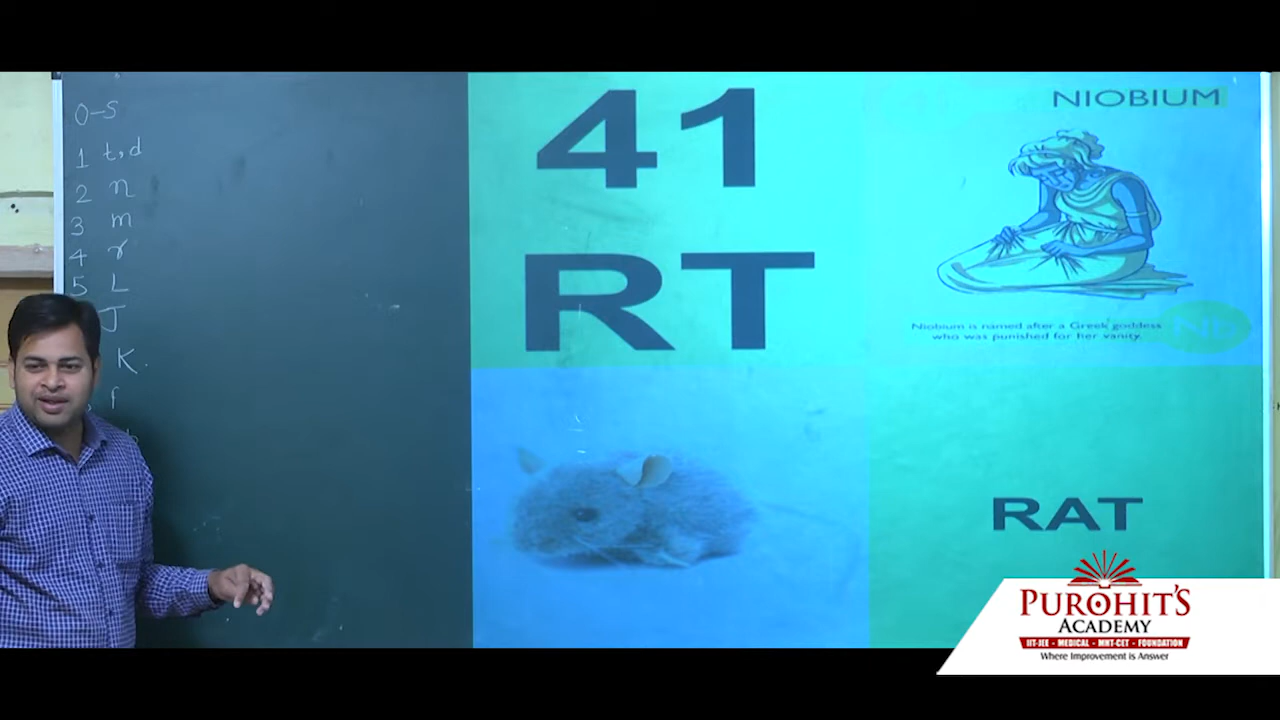 0-S
1 t,d
2 n
3 m
4 r
5 L
J
K.
f
41
RT
NIOBIUM
Niobium is named after a Greek goddess
who was punished for her vanity.
Nb
RAT
PUROHIT'S
ACADEMY
IIT-JEE - MEDICAL - MHT-CET - FOUNDATION
Where Improvement is Answer